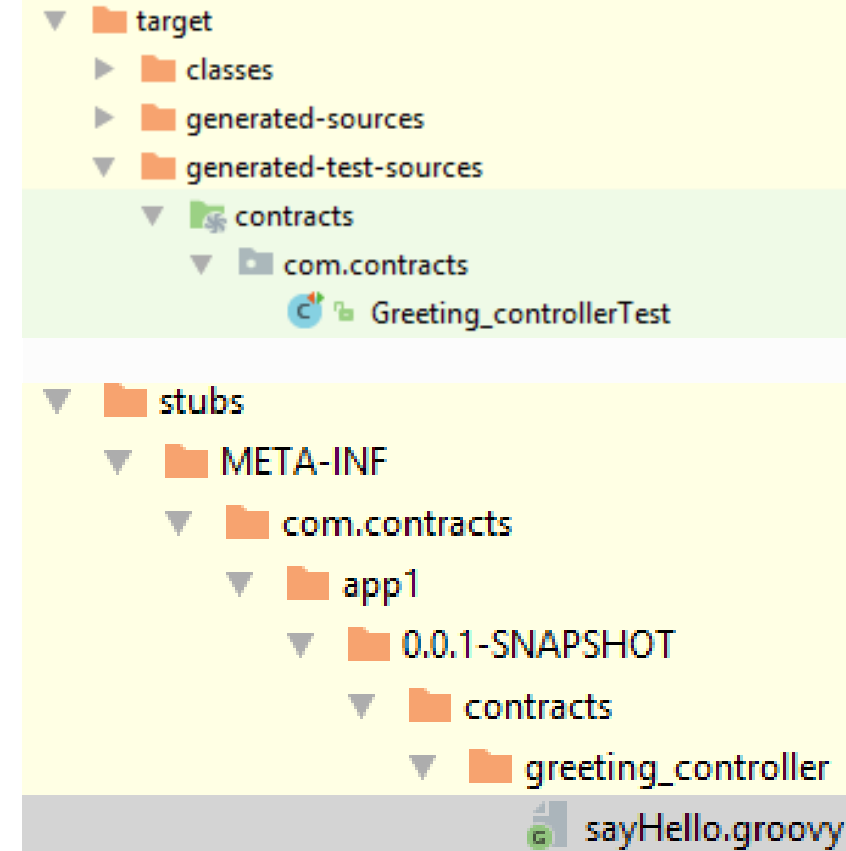 target
classes
generated-sources
generated-test-sources
contracts
com.contracts
C Greeting_controllerTest
stubs
META-INF
com.contracts
app1
0.0.1-SNAPSHOT
contracts
greeting_controller
G sayHello.groovy